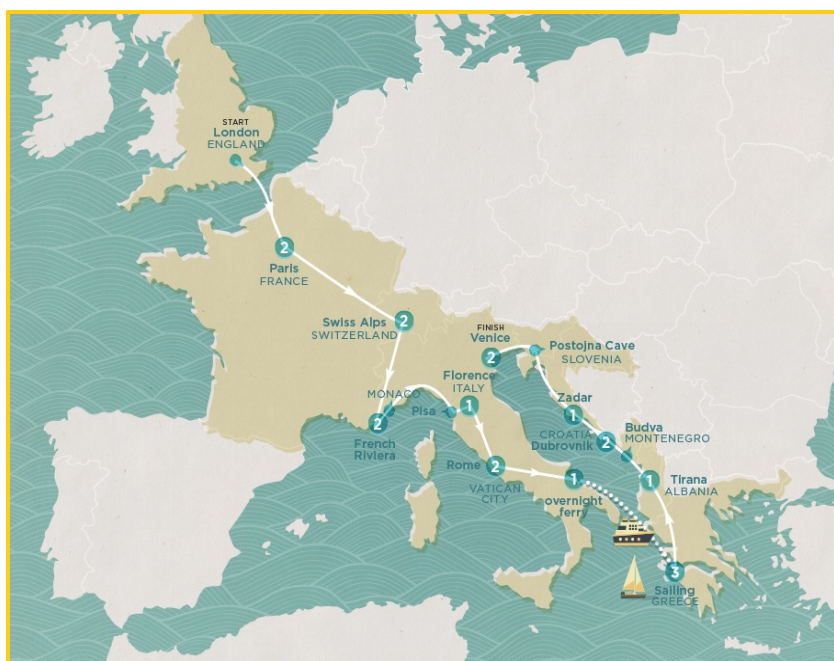 START
London
ENGLAND
2
Paris
FRANCE
2
Swiss Alps
SWITZERLAND
FINISH
Venice
2
Postojna Cave
SLOVENIA
Florence
ITALY
1
MONACO
2
French
Riviera
Pisa
Zadar
1
CROATIA
Dubrovnik
2
Budva
MONTENEGRO
Rome
2
VATICAN
CITY
1
overnight
ferry
1
Tirana
ALBANIA
3
Sailing
GREECE